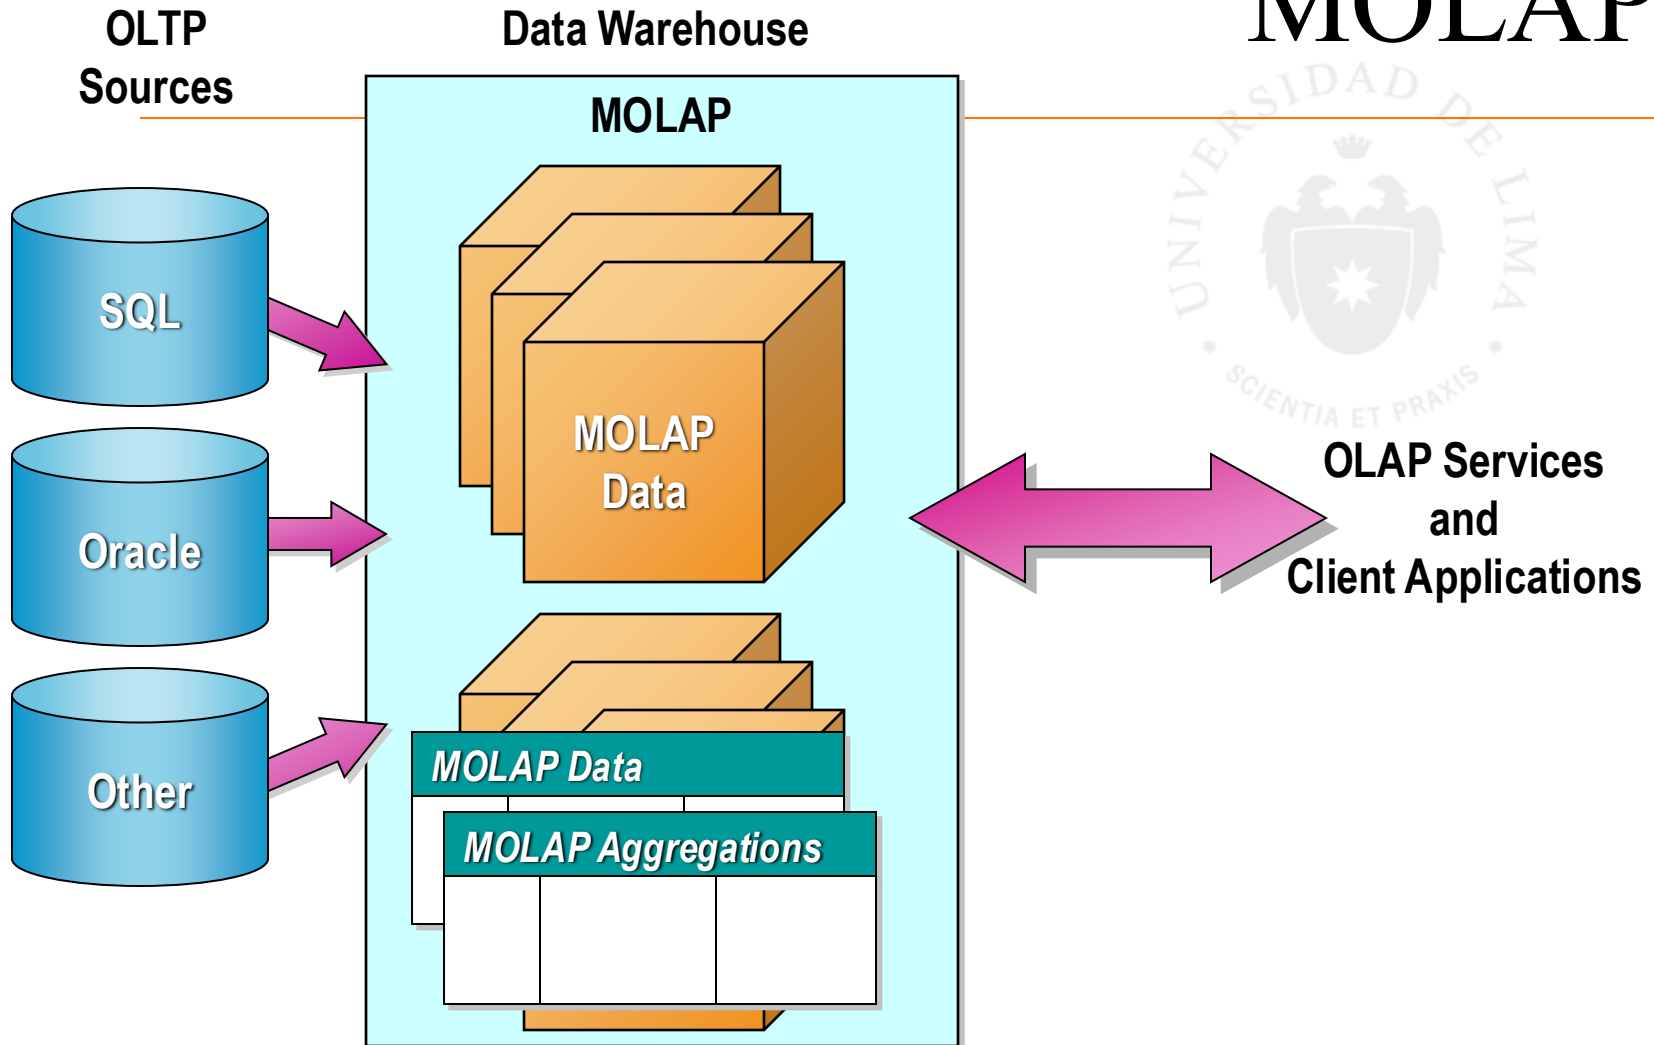 MOLAP
OLTP
Sources
Data Warehouse
MOLAP
UNIVERSIDAD DE LIMA
SCIENTIA ET PRAXIS
SQL
Oracle
Other
MOLAP
Data
MOLAP Data
MOLAP Aggregations
OLAP Services
and
Client Applications